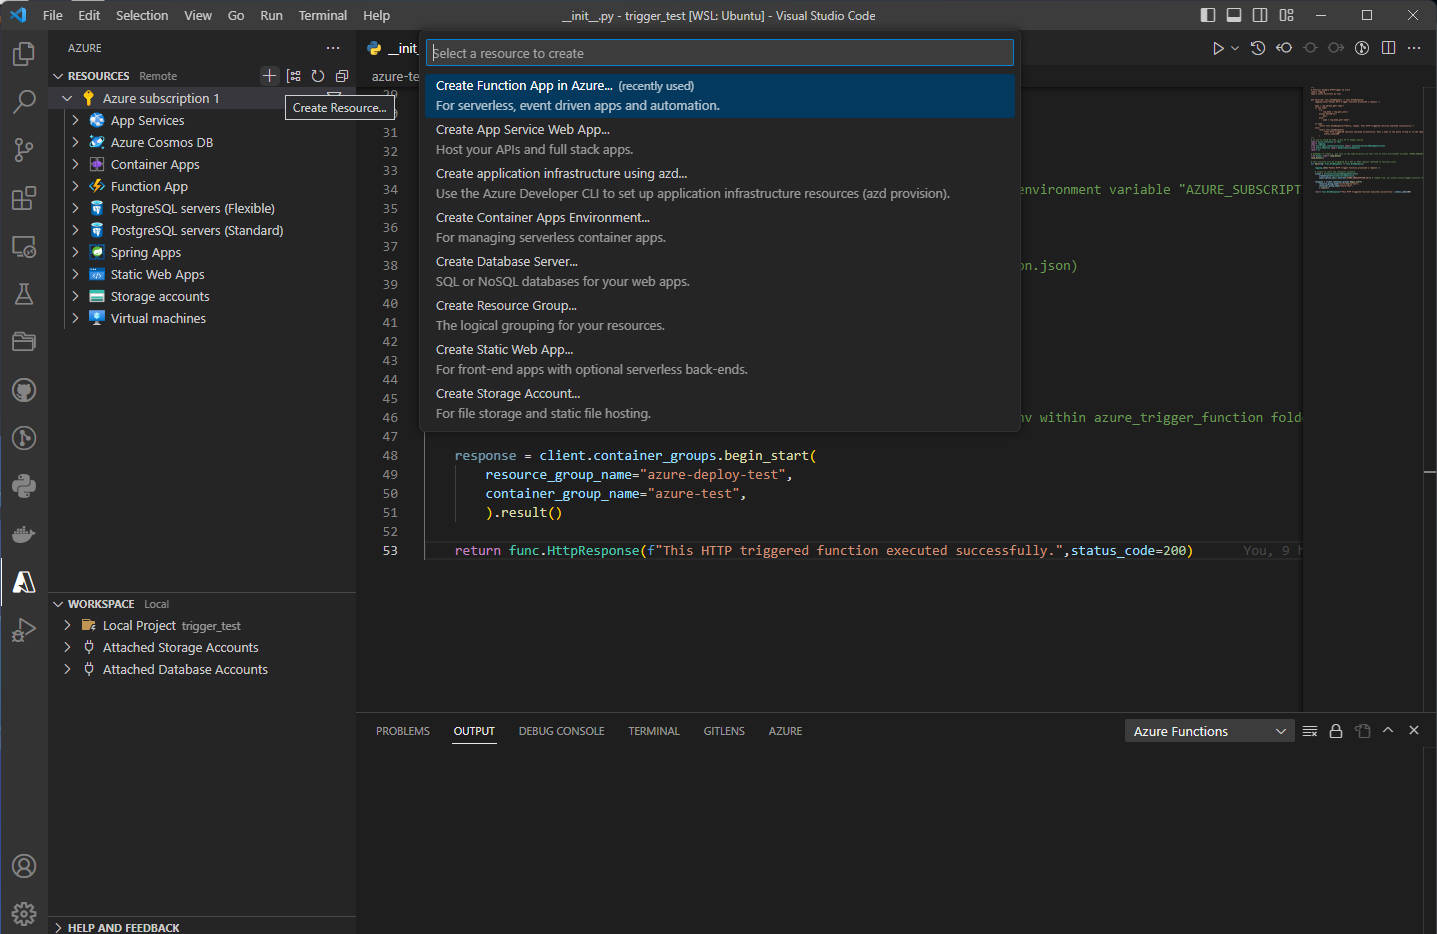 File Edit Selection View Go Run Terminal Help
__init__.py - trigger_test [WSL: Ubuntu] - Visual Studio Code
AZURE
RESOURCES Remote
Create Resource...
Azure subscription 1
App Services
Azure Cosmos DB
Container Apps
Function App
PostgreSQL servers (Flexible)
PostgreSQL servers (Standard)
Spring Apps
Static Web Apps
Storage accounts
Virtual machines
WORKSPACE Local
Local Project trigger_test
Attached Storage Accounts
Attached Database Accounts
HELP AND FEEDBACK
__init_
azure-te
Select a resource to create
Create Function App in Azure... (recently used)
For serverless, event driven apps and automation.
Create App Service Web App...
Host your APIs and full stack apps.
Create application infrastructure using azd...
Use the Azure Developer CLI to set up application infrastructure resources (azd provision).
Create Container Apps Environment...
For managing serverless container apps.
Create Database Server...
SQL or NoSQL databases for your web apps.
Create Resource Group...
The logical grouping for your resources.
Create Static Web App...
For front-end apps with optional serverless back-ends.
Create Storage Account...
For file storage and static file hosting.
29
30
31
32
33
34 nvironment variable "AZURE_SUBSCRIPT
35
36
37
38 n.json)
39
40
41
42
43
44
45
46 nv within azure_trigger_function fold
47
48 response = client.container_groups.begin_start(
49 resource_group_name="azure-deploy-test",
50 container_group_name="azure-test",
51 ).result()
52
53 return func.HttpResponse(f"This HTTP triggered function executed successfully.",status_code=200) You, 9
PROBLEMS OUTPUT DEBUG CONSOLE TERMINAL GITLENS AZURE
Azure Functions